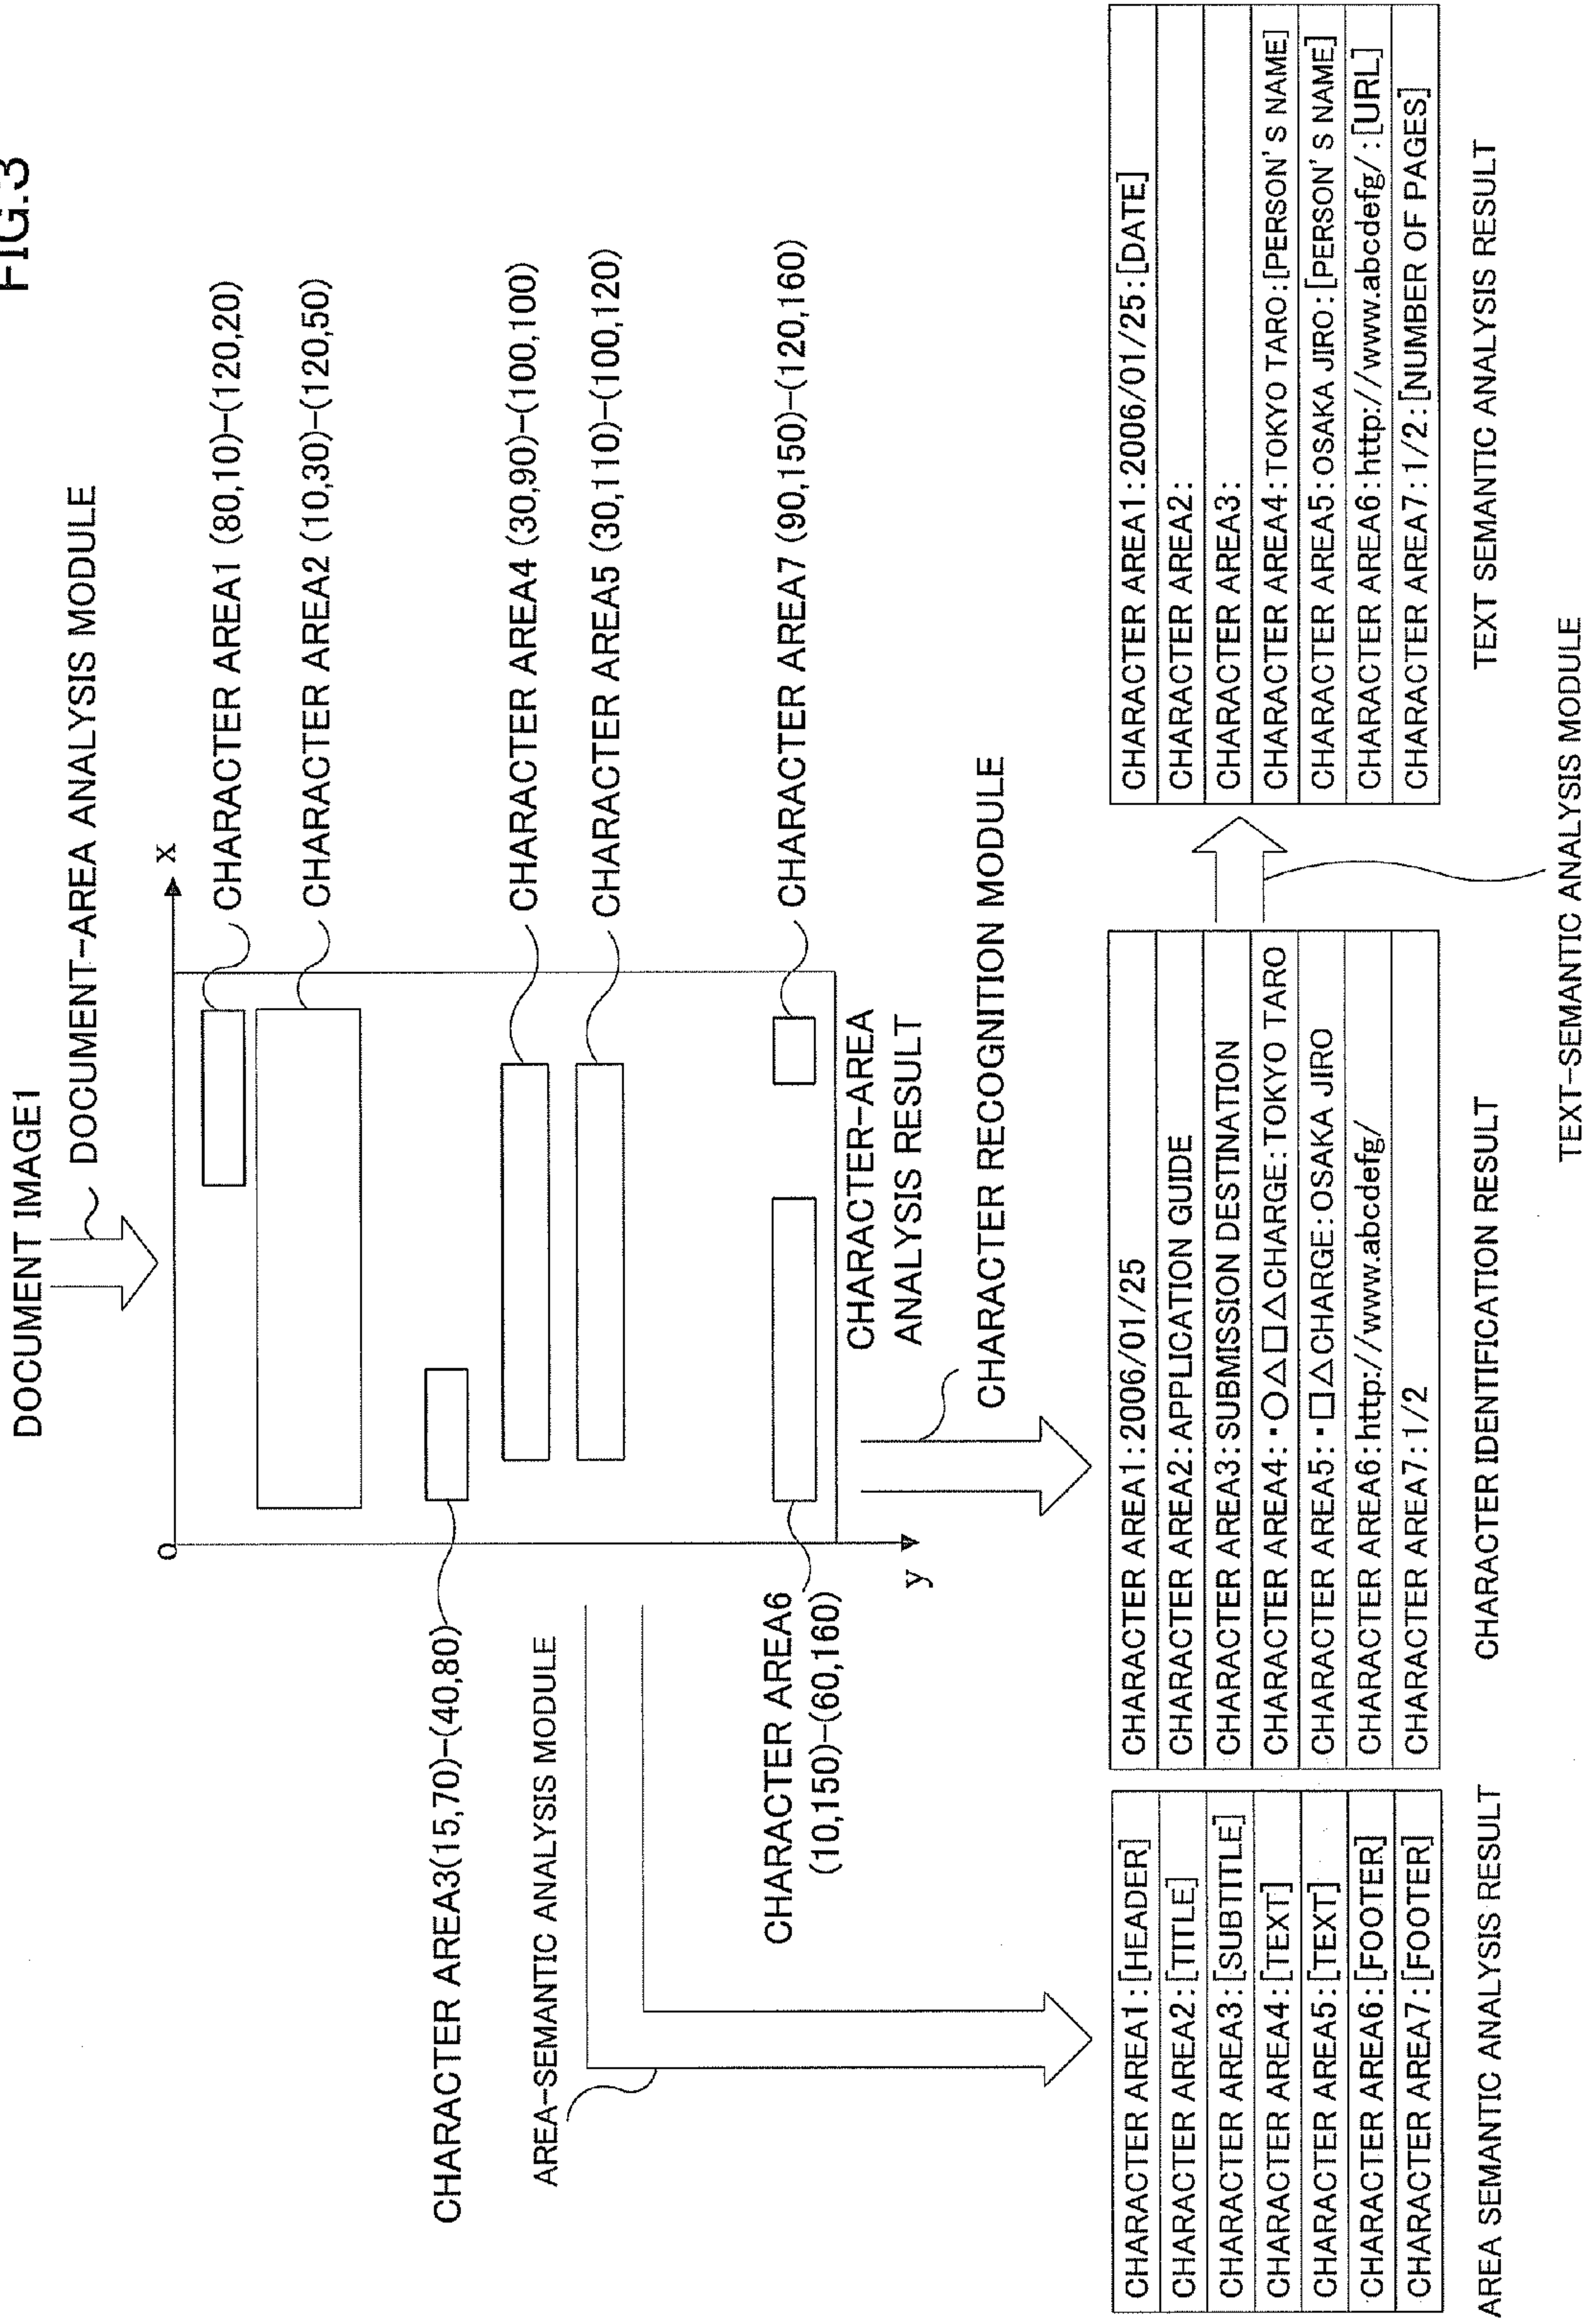 FIG.3
DOCUMENT IMAGE1
DOCUMENT-AREA ANALYSIS MODULE
O
x
y
CHARACTER AREA1 (80,10)-(120,20)
CHARACTER AREA2 (10,30)-(120,50)
CHARACTER AREA3(15,70)-(40,80)
CHARACTER AREA4 (30,90)-(100,100)
CHARACTER AREA5 (30,110)-(100,120)
CHARACTER AREA6
(10,150)-(60,160)
CHARACTER AREA7 (90,150)-(120,160)
CHARACTER-AREA
ANALYSIS RESULT
AREA-SEMANTIC ANALYSIS MODULE
CHARACTER RECOGNITION MODULE
CHARACTER AREA1:[HEADER]
CHARACTER AREA2:[TITLE]
CHARACTER AREA3:[SUBTITLE]
CHARACTER AREA4:[TEXT]
CHARACTER AREA5:[TEXT]
CHARACTER AREA6:[FOOTER]
CHARACTER AREA7:[FOOTER]
AREA SEMANTIC ANALYSIS RESULT
CHARACTER AREA1:2006/01/25
CHARACTER AREA2:APPLICATION GUIDE
CHARACTER AREA3:SUBMISSION DESTINATION
CHARACTER AREA4:･○△□△CHARGE:TOKYO TARO
CHARACTER AREA5:･□△CHARGE:OSAKA JIRO
CHARACTER AREA6:http://www.abcdefg/
CHARACTER AREA7:1/2
CHARACTER IDENTIFICATION RESULT
CHARACTER AREA1:2006/01/25:[DATE]
CHARACTER AREA2:
CHARACTER AREA3:
CHARACTER AREA4:TOKYO TARO:[PERSON'S NAME]
CHARACTER AREA5:OSAKA JIRO:[PERSON'S NAME]
CHARACTER AREA6:http://www.abcdefg/:[URL]
CHARACTER AREA7:1/2:[NUMBER OF PAGES]
TEXT SEMANTIC ANALYSIS RESULT
TEXT-SEMANTIC ANALYSIS MODULE